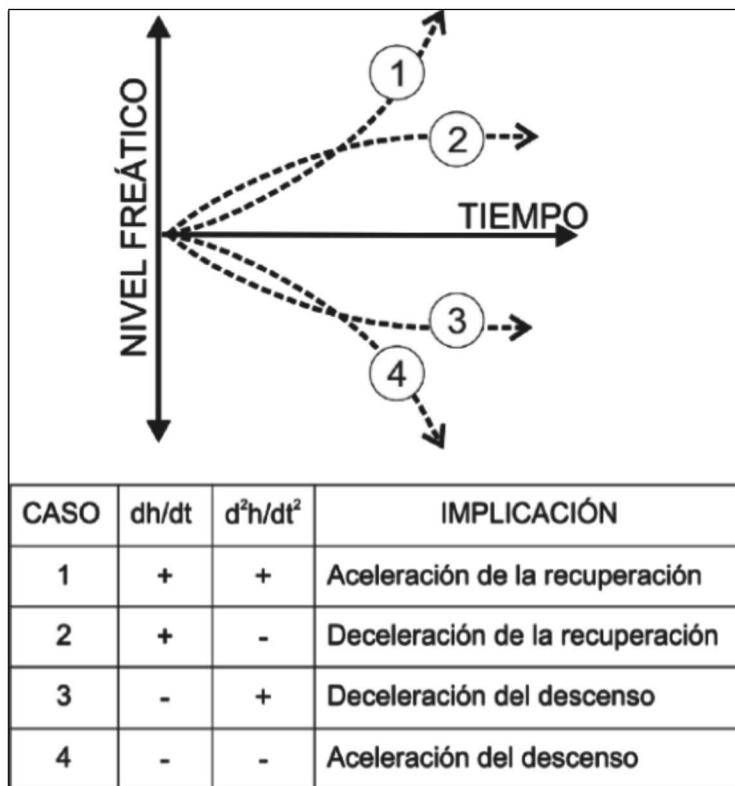 NIVEL FREÁTICO
1
2
TIEMPO
3
4
CASO dh/dt d²h/dt² IMPLICACIÓN
1 + + Aceleración de la recuperación
2 + - Deceleración de la recuperación
3 - + Deceleración del descenso
4 - - Aceleración del descenso